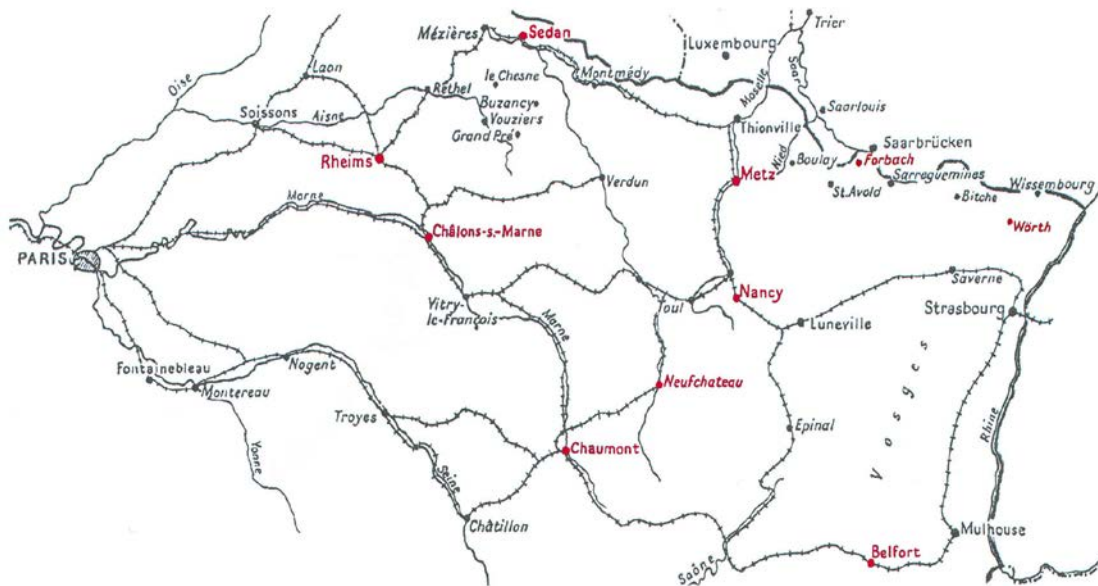 Trier
Mézières
Sedan
Luxembourg
Oise
Laon
le Chesne
Montmédy
Moselle
Saar
Réthel
Buzancy
Saarlouis
Soissons
Aisne
Vouziers
Thionville
Grand Pré
Nied
Saarbrücken
Rheims
Boulay
Forbach
Metz
Verdun
St. Avold
Sarreguemines
Wissembourg
Marne
Bitche
Châlons-s.-Marne
Wörth
PARIS
Saverne
Nancy
Vitry-
le-François
Toul
Marne
Luneville
Strasbourg
Fontainebleau
Nogent
Vosges
Montereau
Neufchateau
Troyes
Rhine
Epinal
Yonne
Chaumont
Seine
Châtillon
Mulhouse
Belfort
Saône